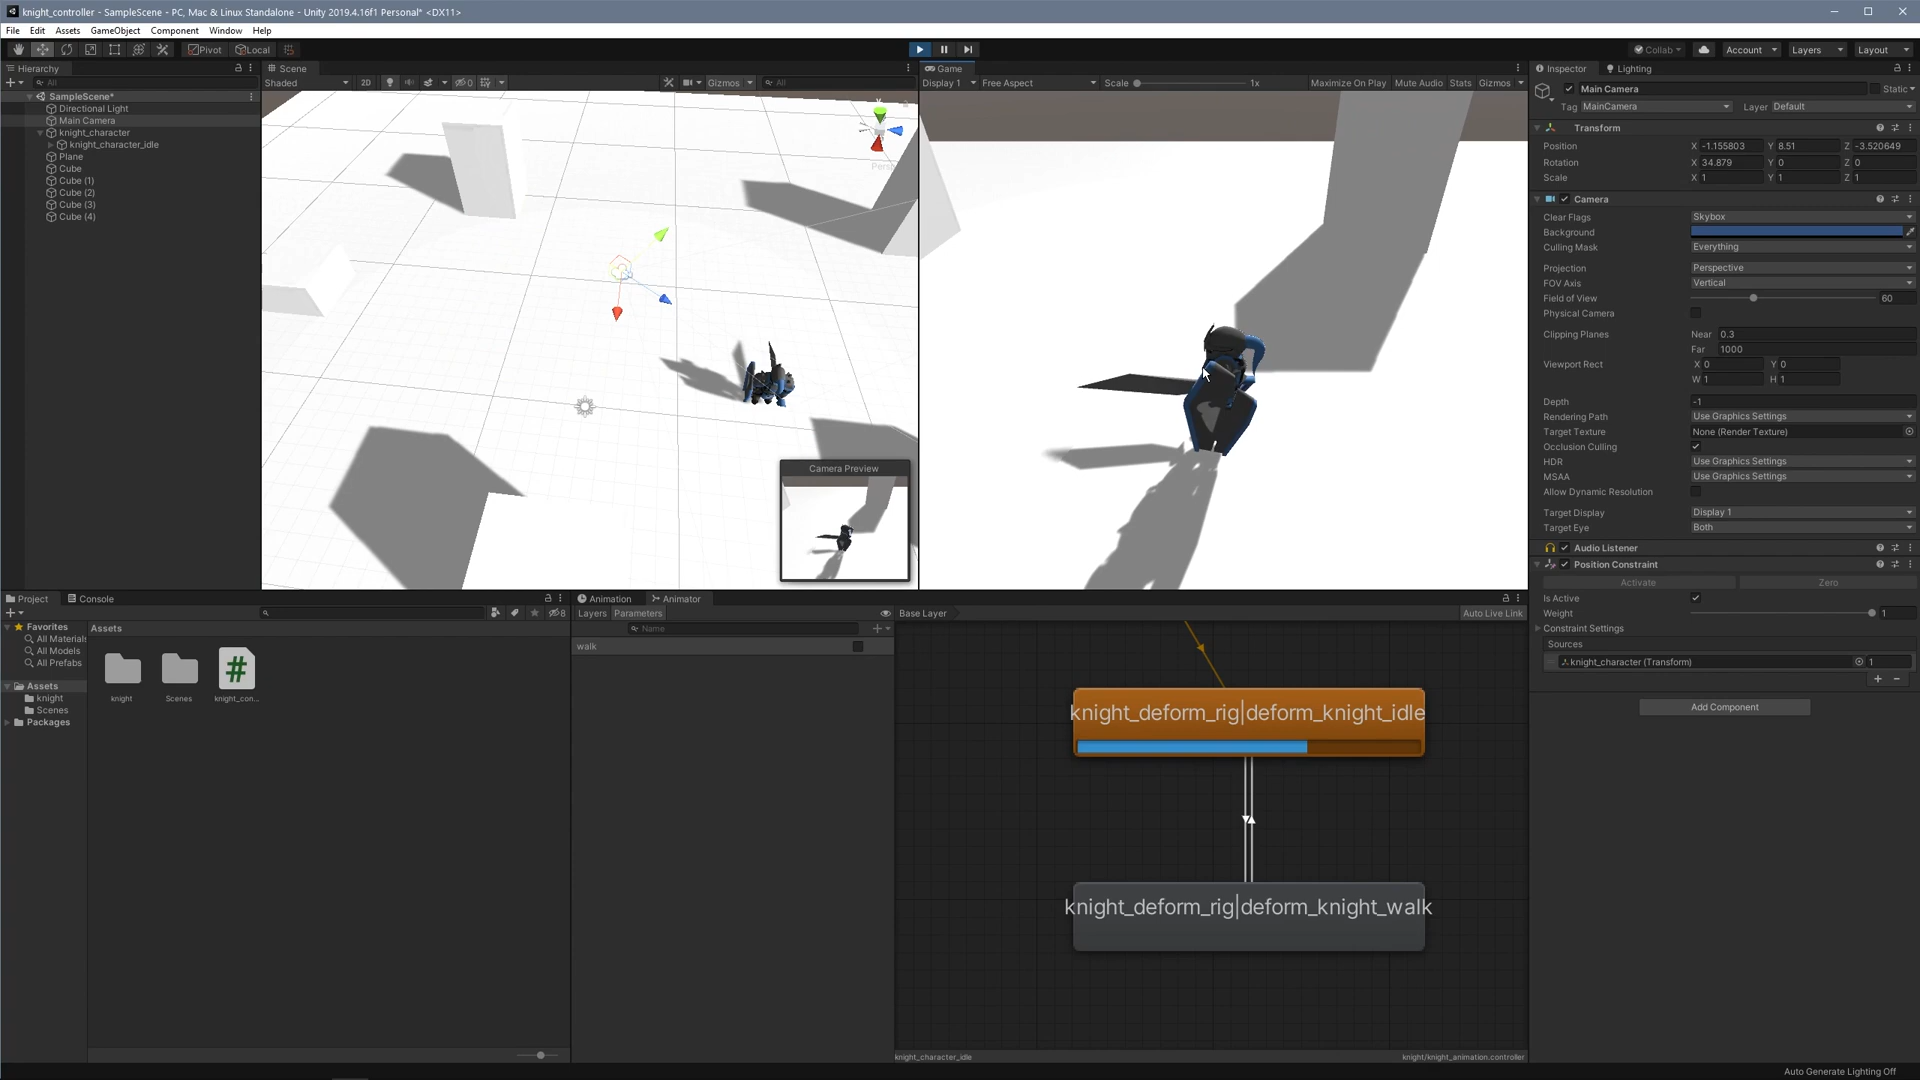 knight_controller - SampleScene - PC, Mac & Linux Standalone - Unity 2019.4.16f1 Personal* <DX11>
File Edit Assets GameObject Component Window Help
Pivot Local Collab Account Layers Layout
Hierarchy
All
SampleScene*
Directional Light
Main Camera
knight_character
knight_character_idle
Plane
Cube
Cube (1)
Cube (2)
Cube (3)
Cube (4)
Scene
Shaded 2D 0 Gizmos All
Persp
Camera Preview
Game
Display 1 Free Aspect Scale 1x Maximize On Play Mute Audio Stats Gizmos
Inspector Lighting
Main Camera Static
Tag MainCamera Layer Default
Transform
Position X -1.155803 Y 8.51 Z -3.520649
Rotation X 34.879 Y 0 Z 0
Scale X 1 Y 1 Z 1
Camera
Clear Flags Skybox
Background
Culling Mask Everything
Projection Perspective
FOV Axis Vertical
Field of View 60
Physical Camera
Clipping Planes Near 0.3
Far 1000
Viewport Rect X 0 Y 0
W 1 H 1
Depth -1
Rendering Path Use Graphics Settings
Target Texture None (Render Texture)
Occlusion Culling
HDR Use Graphics Settings
MSAA Use Graphics Settings
Allow Dynamic Resolution
Target Display Display 1
Target Eye Both
Audio Listener
Position Constraint
Activate Zero
Is Active
Weight 1
Constraint Settings
Sources
knight_character (Transform) 1
Add Component
Project Console
8
Favorites
All Materials
All Models
All Prefabs
Assets
knight
Scenes
Packages
Assets
knight Scenes knight_con...
Animation Animator
Layers Parameters Base Layer Auto Live Link
Name
walk
knight_deform_rig|deform_knight_idle
knight_deform_rig|deform_knight_walk
knight_character_idle knight/knight_animation.controller
Auto Generate Lighting Off